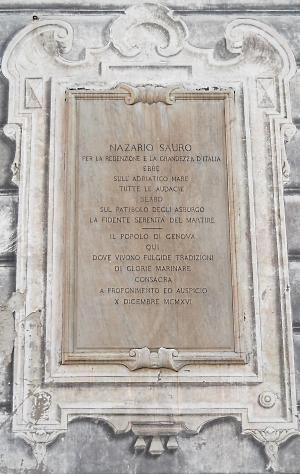 NAZARIO SAURO
PER LA REDENZIONE E LA GRANDEZZA D'ITALIA
EBBE
SULL'ADRIATICO MARE
TUTTE LE AUDACIE
SERBÒ
SUL PATIBOLO DEGLI ASBURGO
LA FIDENTE SERENITÀ DEL MARTIRE
IL POPOLO DI GENOVA
QUI
DOVE VIVONO FULGIDE TRADIZIONI
DI GLORIE MARINARE
CONSACRA
A PROPONIMENTO ED AUSPICIO
X DICEMBRE MCMXVI